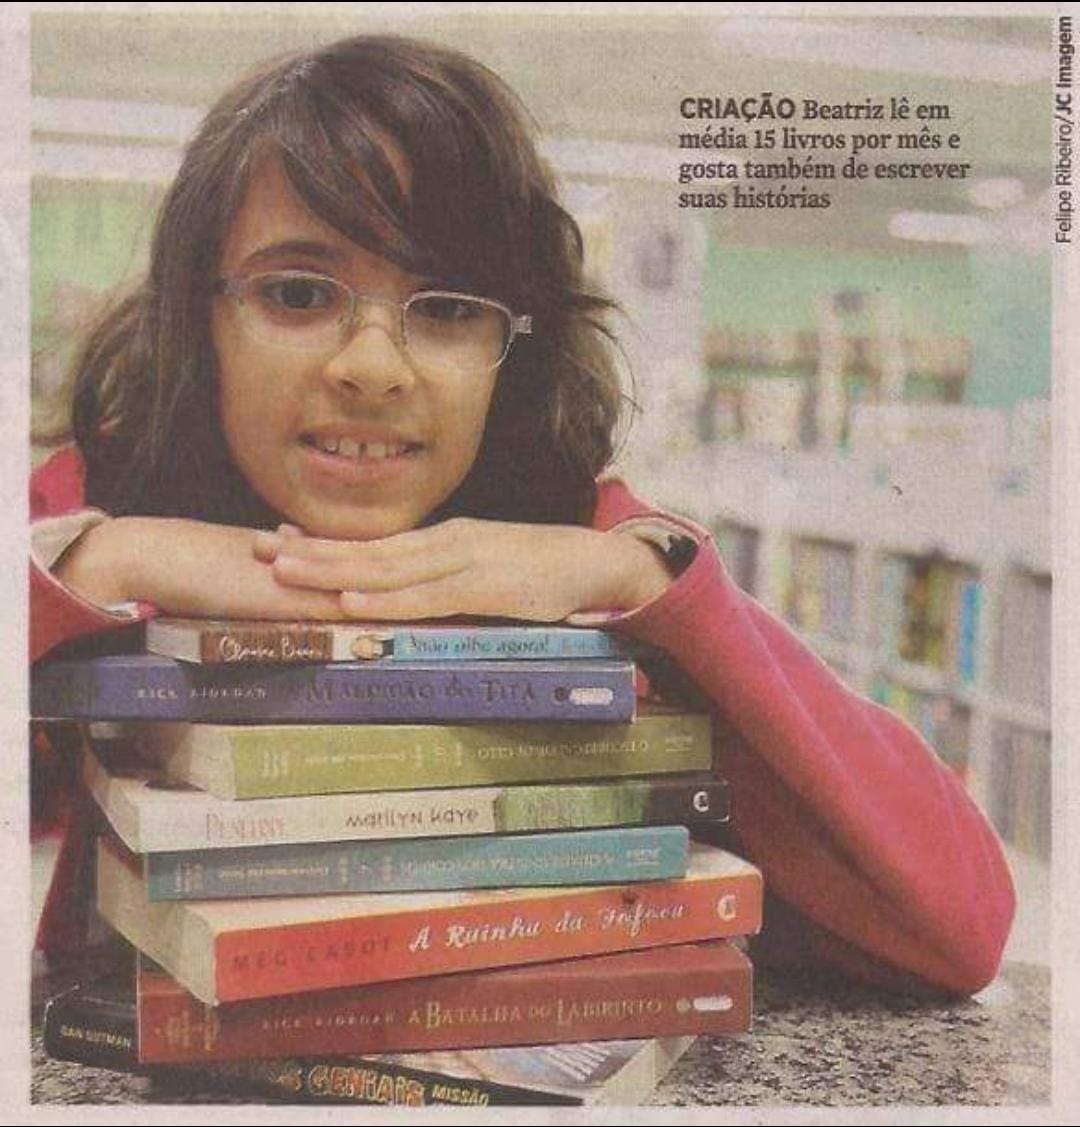 CRIAÇÃO Beatriz lê em
média 15 livros por mês e
gosta também de escrever
suas histórias
Felipe Ribeiro/JC Imagem
Não olhe agora!
RICK RIORDAN A MALDIÇÃO DO TITÃ
MARILYN KAYE
MEG CABOT A Rainha da Fofoca
RICK RIORDAN A BATALHA DO LABIRINTO
DAN GUTMAN
GENIAIS MISSÃO